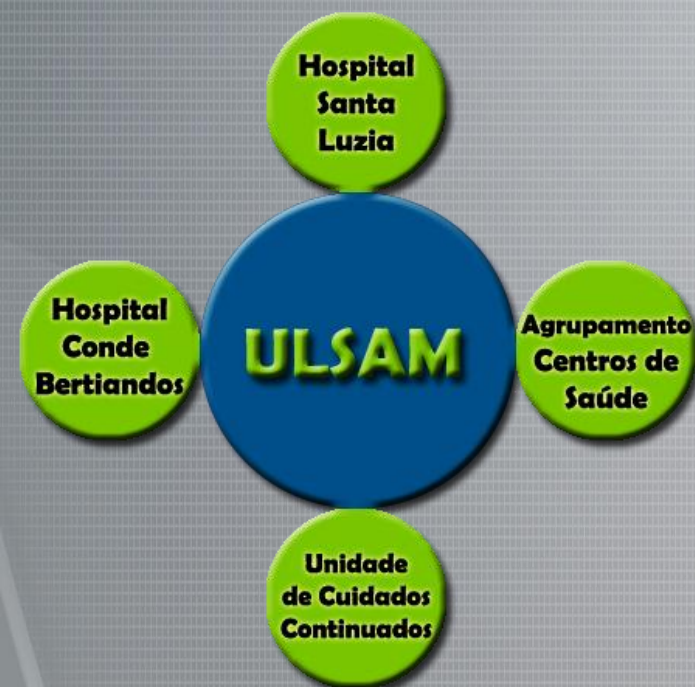 Hospital
Santa
Luzia
Hospital
Conde
Bertiandos
ULSAM
Agrupamento
Centros de
Saúde
Unidade
de Cuidados
Continuados